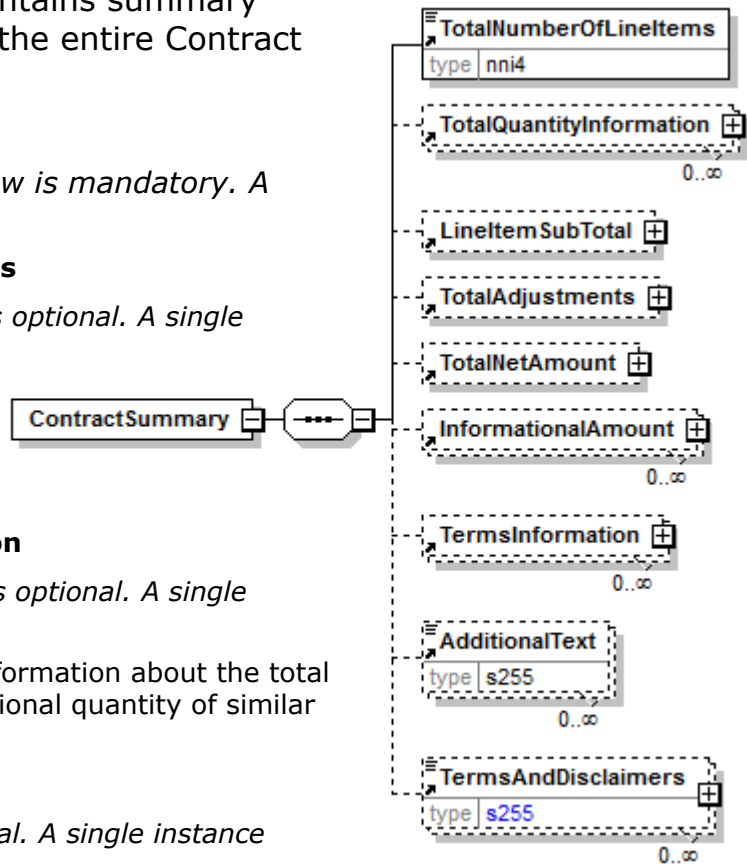 ntains summary
the entire Contract
w is mandatory. A
s
s optional. A single
on
s optional. A single
formation about the total
ional quantity of similar
al. A single instance
ContractSummary
TotalNumberOfLineItems
type nni4
TotalQuantityInformation
0..∞
LineItemSubTotal
TotalAdjustments
TotalNetAmount
InformationalAmount
0..∞
TermsInformation
0..∞
AdditionalText
type s255
0..∞
TermsAndDisclaimers
type s255
0..∞